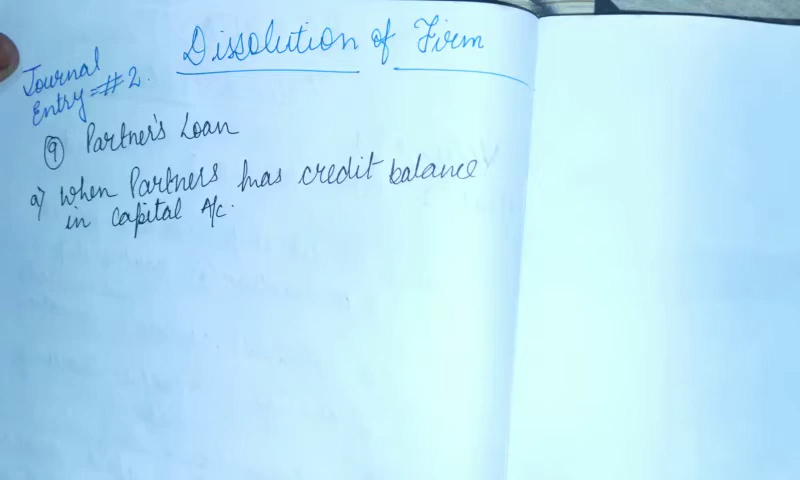 Dissolution of Firm
Journal
Entry=#2.
9 Partner's Loan
a) When Partners has credit balance
in capital A/c.